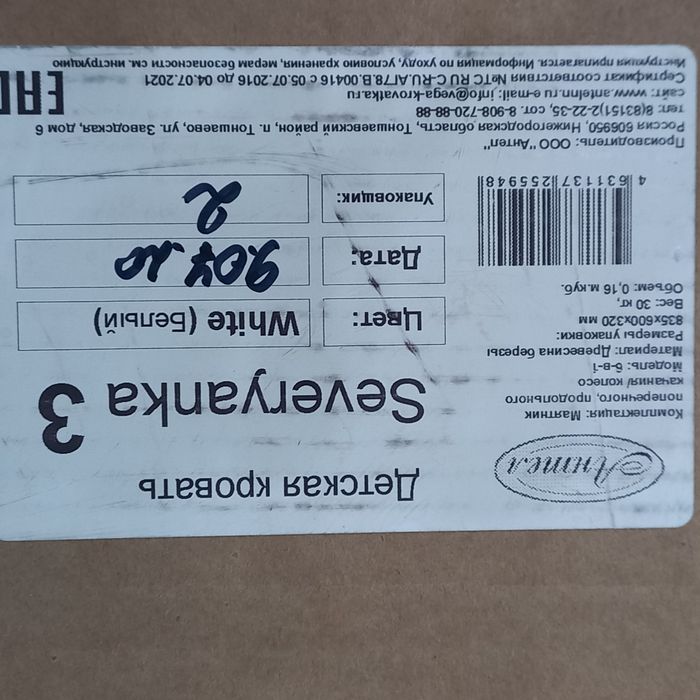 Антел
Детская кровать
Severyanka 3
Комплектация: Маятник
поперечного, продольного
качания/ колесо
Модель: 6-в-1
Материал: Древесина березы
Размеры упаковки:
835х600х320 мм
Вес: 30 кг,
Объем: 0,16 м.куб.
4 631137 255948
Цвет: White (Белый)
Дата: 9.07.20
Упаковщик: 2
Производитель: ООО "Антел"
Россия 606950, Нижегородская область, Тоншаевский район, п. Тоншаево, ул. Заводская, дом 6
тел: 8(83151)2-22-35, сот. 8-908-720-88-88
сайт: www.antelnn.ru e-mail: info@vega-krovatka.ru
Сертификат соответствия №ТС RU C-RU.АГ78.В.00416 с 05.07.2016 до 04.07.2021
Инструкция прилагается. Информация по уходу, условию хранения, мерам безопасности см. инструкцию
EAC